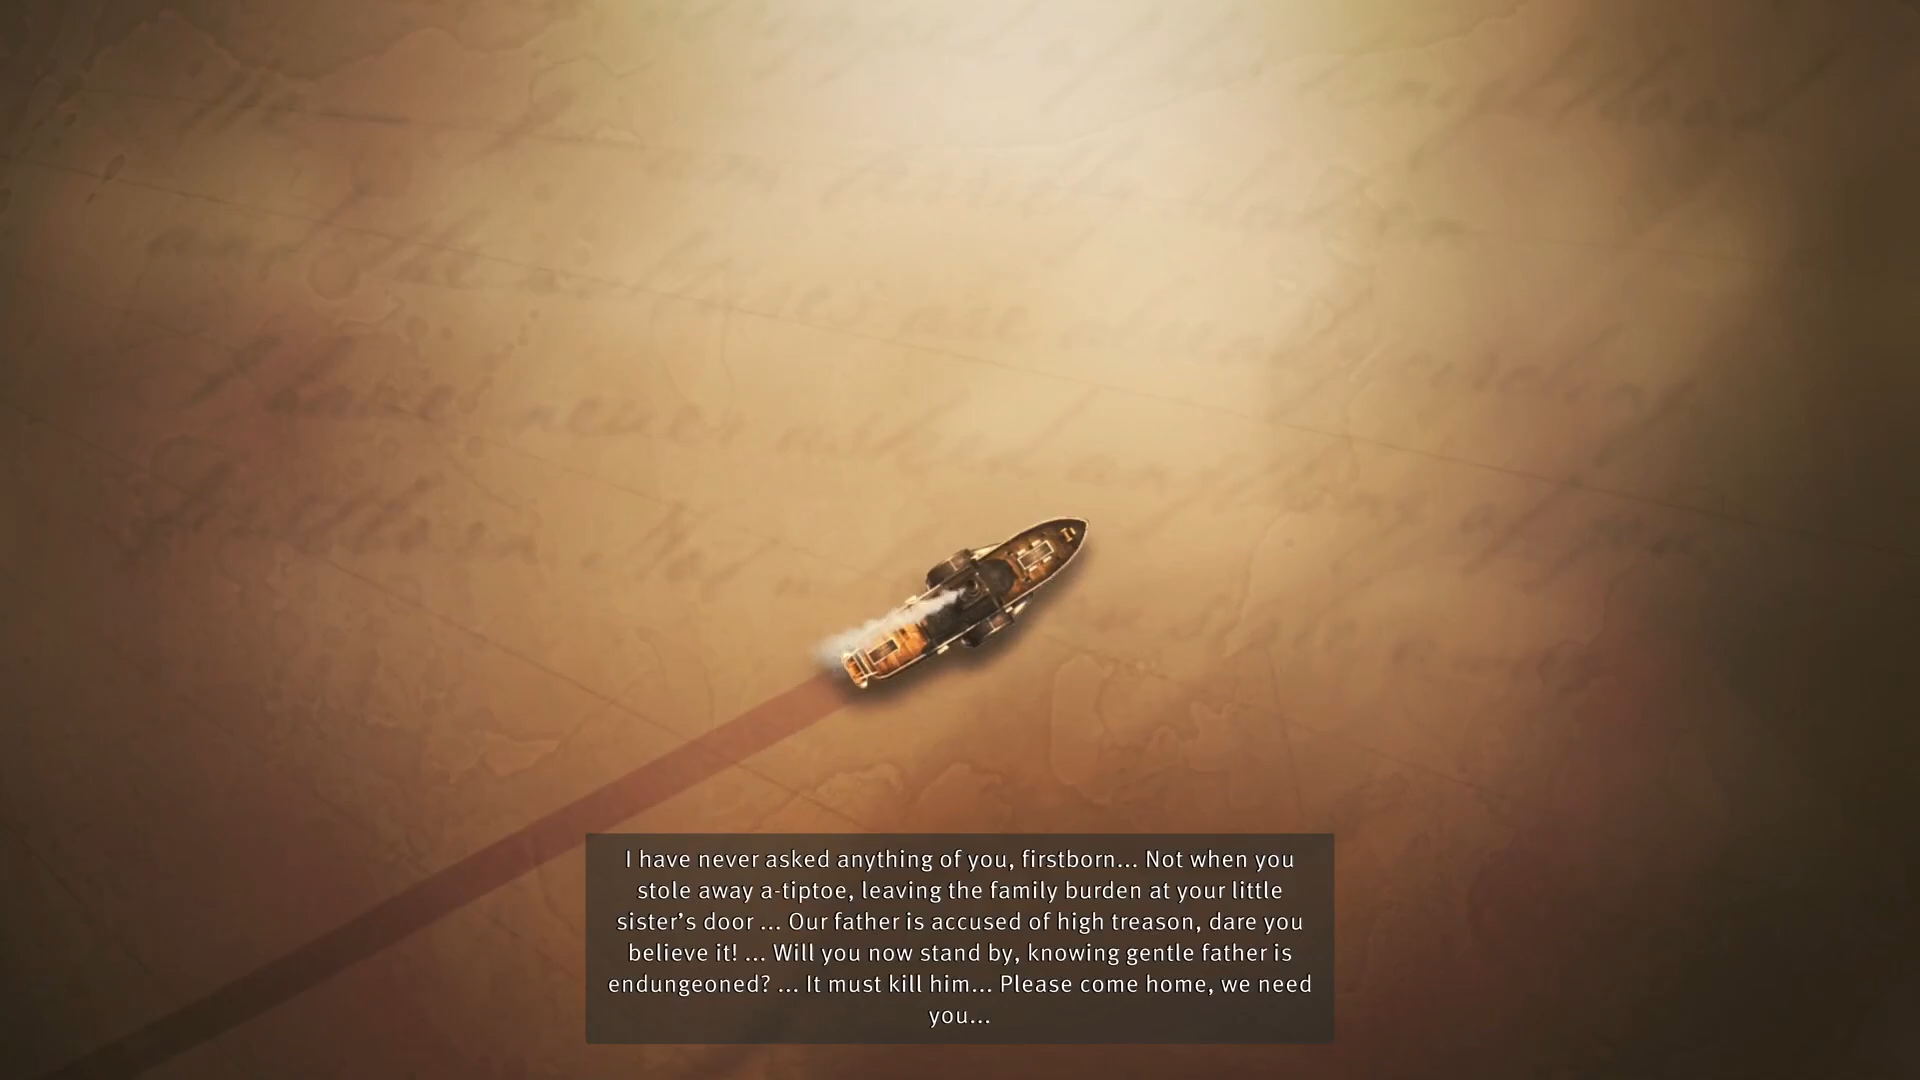 I have never asked anything of you, firstborn... Not when you
stole away a-tiptoe, leaving the family burden at your little
sister’s door ... Our father is accused of high treason, dare you
believe it! ... Will you now stand by, knowing gentle father is
endungeoned? ... It must kill him... Please come home, we need
you...